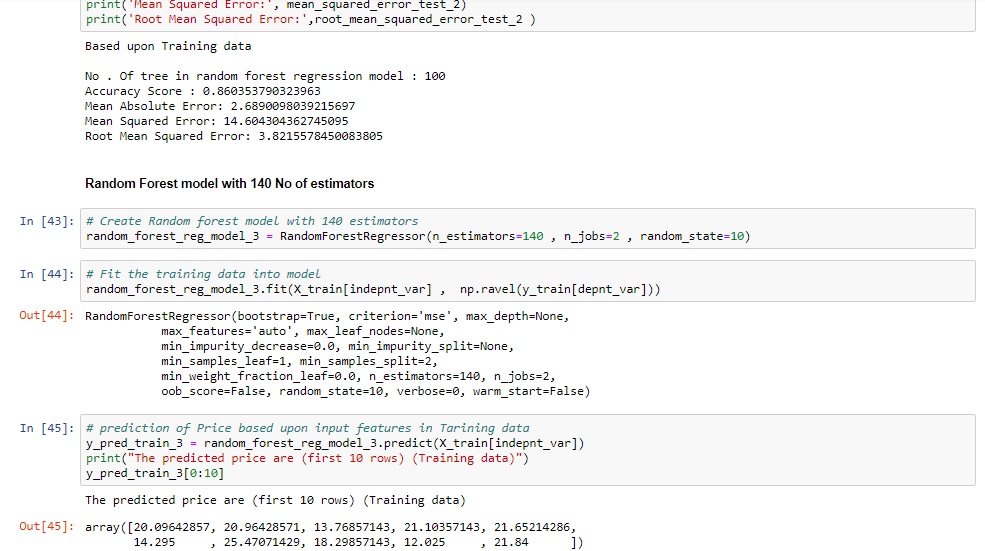 print('Mean Squared Error:', mean_squared_error_test_2)
print('Root Mean Squared Error:',root_mean_squared_error_test_2 )
Based upon Training data
No . Of tree in random forest regression model : 100
Accuracy Score : 0.860353790323963
Mean Absolute Error: 2.6890098039215697
Mean Squared Error: 14.604304362745095
Root Mean Squared Error: 3.8215578450083805
Random Forest model with 140 No of estimators
In [43]: # Create Random forest model with 140 estimators
random_forest_reg_model_3 = RandomForestRegressor(n_estimators=140 , n_jobs=2 , random_state=10)
In [44]: # Fit the training data into model
random_forest_reg_model_3.fit(X_train[indepnt_var] ,  np.ravel(y_train[depnt_var]))
Out[44]: RandomForestRegressor(bootstrap=True, criterion='mse', max_depth=None,
max_features='auto', max_leaf_nodes=None,
min_impurity_decrease=0.0, min_impurity_split=None,
min_samples_leaf=1, min_samples_split=2,
min_weight_fraction_leaf=0.0, n_estimators=140, n_jobs=2,
oob_score=False, random_state=10, verbose=0, warm_start=False)
In [45]: # prediction of Price based upon input features in Tarining data
y_pred_train_3 = random_forest_reg_model_3.predict(X_train[indepnt_var])
print("The predicted price are (first 10 rows) (Training data)")
y_pred_train_3[0:10]
The predicted price are (first 10 rows) (Training data)
Out[45]: array([20.09642857, 20.96428571, 13.76857143, 21.10357143, 21.65214286,
14.295     , 25.47071429, 18.29857143, 12.025     , 21.84      ])